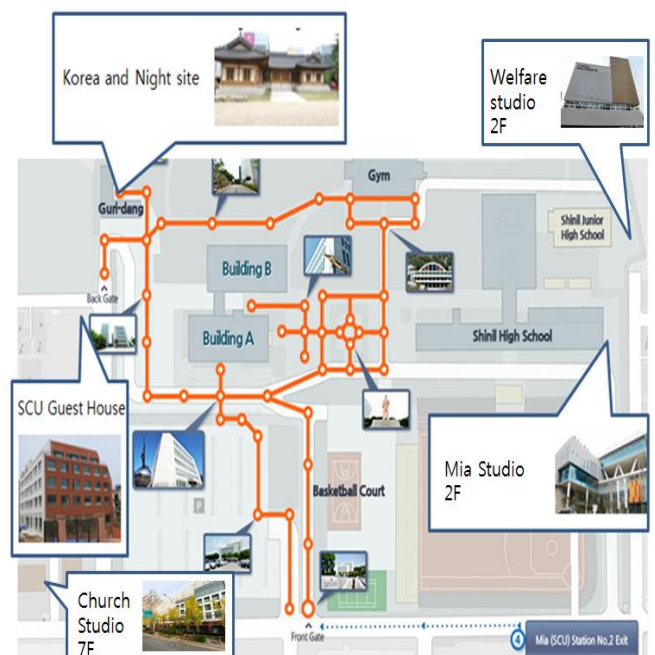 Korea and Night site
Welfare
studio
2F
Gym
Guri-dang
Shinil Junior
High School
Building B
Back Gate
Building A
Shinil High School
SCU Guest House
Mia Studio
2F
P
Basketball Court
Church
Studio
7F
Front Gate
4
Mia (SCU) Station No,2 Exit